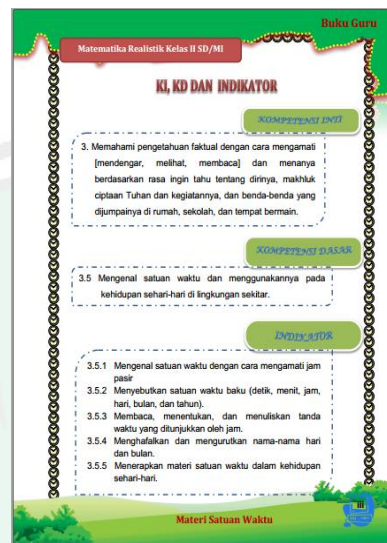 Buku Guru
Matematika Realistik Kelas II SD/MI
KI, KD DAN INDIKATOR
KOMPETENSI INTI
3. Memahami pengetahuan faktual dengan cara mengamati
[mendengar, melihat, membaca] dan menanya
berdasarkan rasa ingin tahu tentang dirinya, makhluk
ciptaan Tuhan dan kegiatannya, dan benda-benda yang
dijumpainya di rumah, sekolah, dan tempat bermain.
KOMPETENSI DASAR
3.5 Mengenal satuan waktu dan menggunakannya pada
kehidupan sehari-hari di lingkungan sekitar.
INDIKATOR
3.5.1 Mengenal satuan waktu dengan cara mengamati jam
pasir
3.5.2 Menyebutkan satuan waktu baku (detik, menit, jam,
hari, bulan, dan tahun).
3.5.3 Membaca, menentukan, dan menuliskan tanda
waktu yang ditunjukkan oleh jam.
3.5.4 Menghafalkan dan mengurutkan nama-nama hari
dan bulan.
3.5.5 Menerapkan materi satuan waktu dalam kehidupan
sehari-hari.
Materi Satuan Waktu